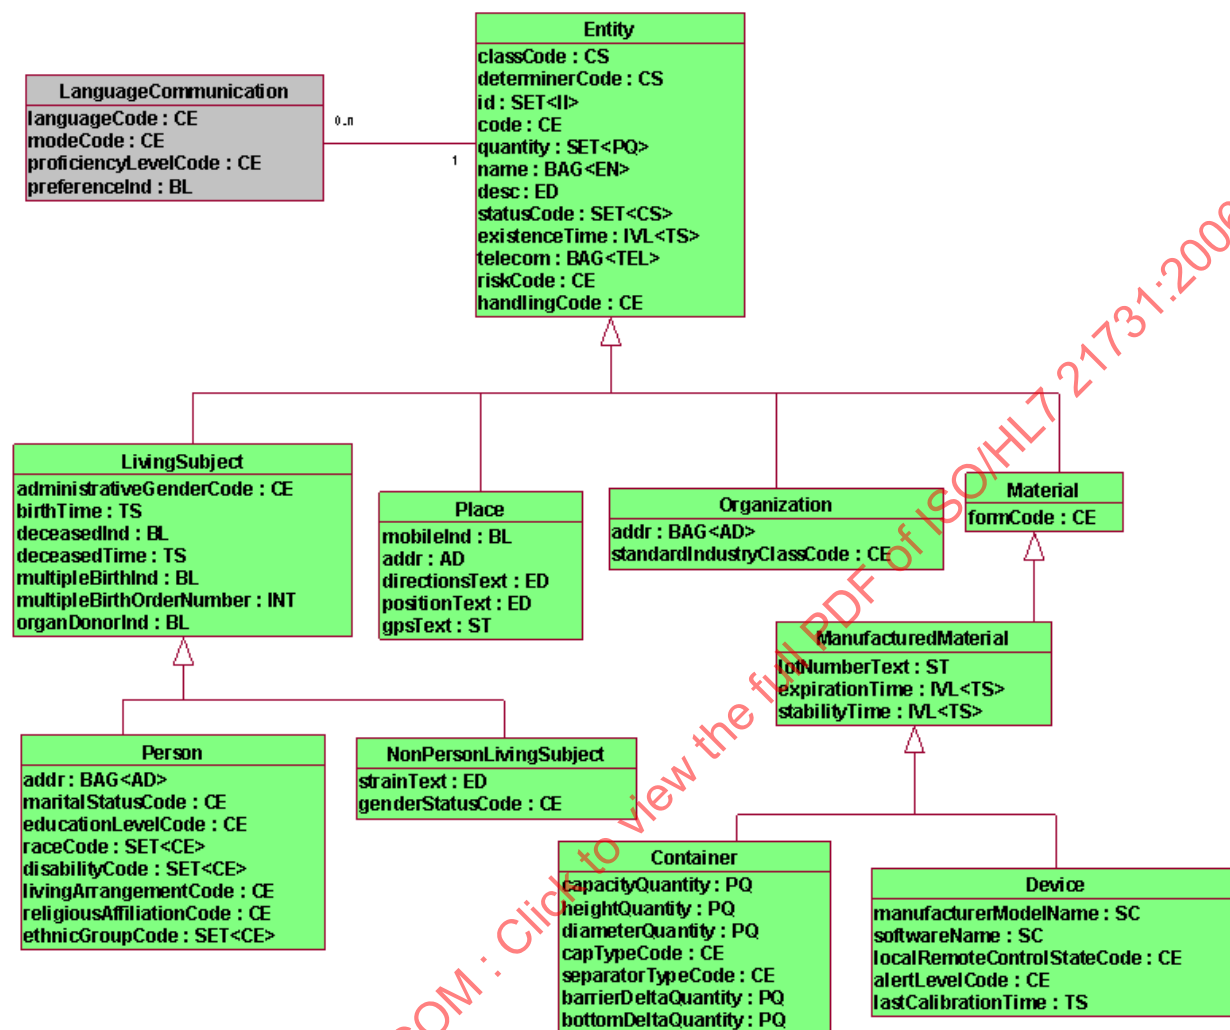 Entity
classCode : CS
determinerCode : CS
id : SET<II>
code : CE
quantity : SET<PQ>
name : BAG<EN>
desc : ED
statusCode : SET<CS>
existenceTime : IVL<TS>
telecom : BAG<TEL>
riskCode : CE
handlingCode : CE
LanguageCommunication
languageCode : CE
modeCode : CE
proficiencyLevelCode : CE
preferenceInd : BL
0..n
1
LivingSubject
administrativeGenderCode : CE
birthTime : TS
deceasedInd : BL
deceasedTime : TS
multipleBirthInd : BL
multipleBirthOrderNumber : INT
organDonorInd : BL
Place
mobileInd : BL
addr : AD
directionsText : ED
positionText : ED
gpsText : ST
Organization
addr : BAG<AD>
standardIndustryClassCode : CE
Material
formCode : CE
ManufacturedMaterial
lotNumberText : ST
expirationTime : IVL<TS>
stabilityTime : IVL<TS>
Person
addr : BAG<AD>
maritalStatusCode : CE
educationLevelCode : CE
raceCode : SET<CE>
disabilityCode : SET<CE>
livingArrangementCode : CE
religiousAffiliationCode : CE
ethnicGroupCode : SET<CE>
NonPersonLivingSubject
strainText : ED
genderStatusCode : CE
Container
capacityQuantity : PQ
heightQuantity : PQ
diameterQuantity : PQ
capTypeCode : CE
separatorTypeCode : CE
barrierDeltaQuantity : PQ
bottomDeltaQuantity : PQ
Device
manufacturerModelName : SC
softwareName : SC
localRemoteControlStateCode : CE
alertLevelCode : CE
lastCalibrationTime : TS
COM : Click to view the full PDF of ISO/HL7 21731:2006